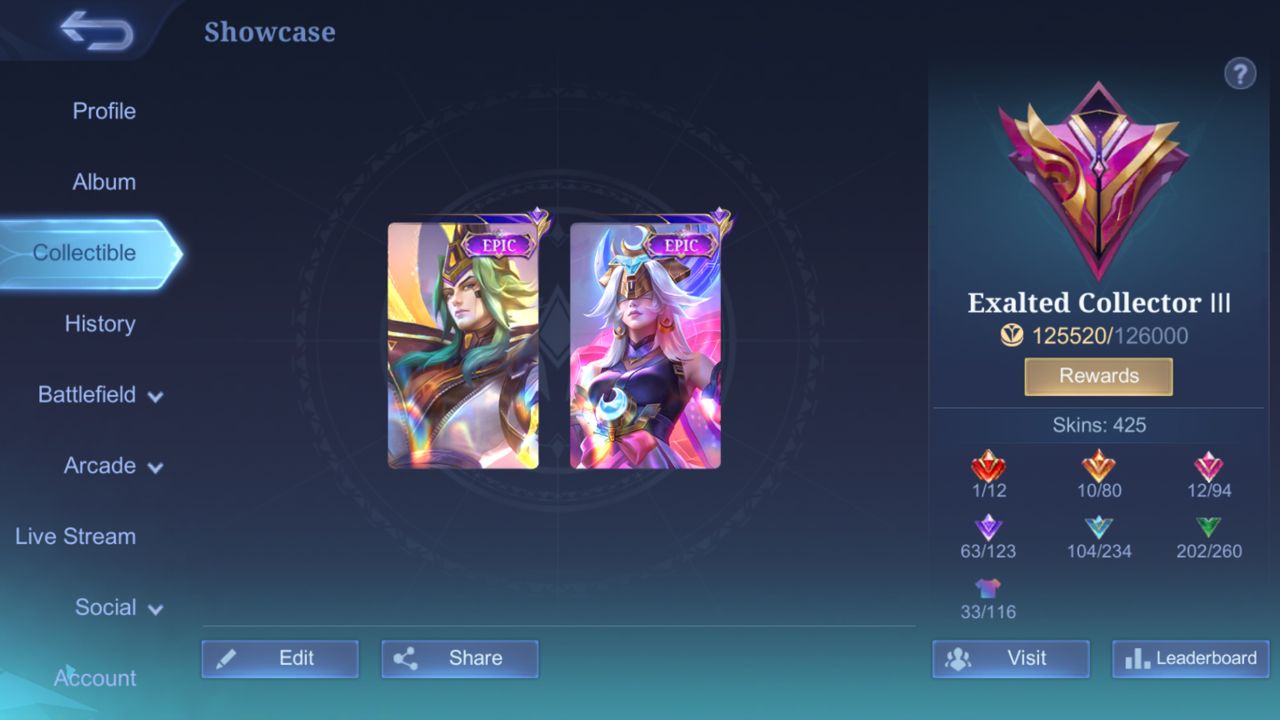 Showcase
Profile
Album
Collectible
History
Battlefield
Arcade
Live Stream
Social
Account
EPIC
EPIC
Edit
Share
?
Exalted Collector III
125520/126000
Rewards
Skins: 425
1/12 10/80 12/94
63/123 104/234 202/260
33/116
Visit
Leaderboard